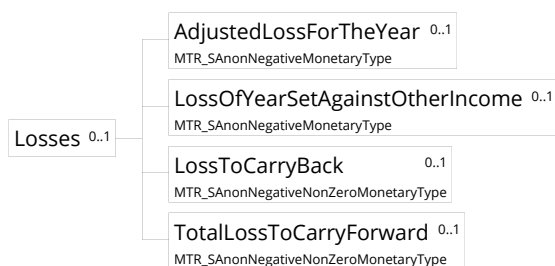 AdjustedLossForTheYear 0..1
MTR_SAnonNegativeMonetaryType
LossOfYearSetAgainstOtherIncome 0..1
MTR_SAnonNegativeMonetaryType
Losses 0..1
LossToCarryBack 0..1
MTR_SAnonNegativeNonZeroMonetaryType
TotalLossToCarryForward 0..1
MTR_SAnonNegativeNonZeroMonetaryType